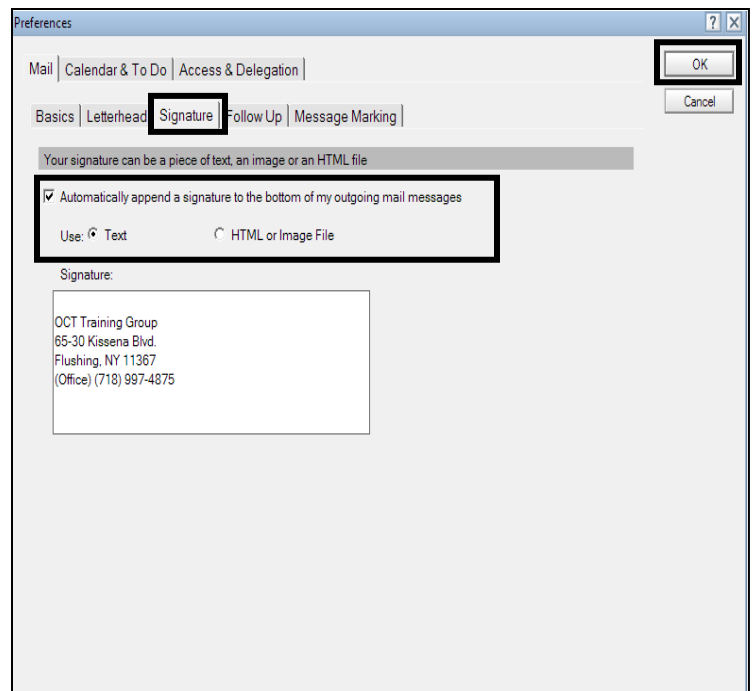 Preferences
?
X
Mail Calendar & To Do Access & Delegation
OK
Basics Letterhead Signature Follow Up Message Marking
Cancel
Your signature can be a piece of text, an image or an HTML file
Automatically append a signature to the bottom of my outgoing mail messages
Use: Text HTML or Image File
Signature:
OCT Training Group
65-30 Kissena Blvd.
Flushing, NY 11367
(Office) (718) 997-4875